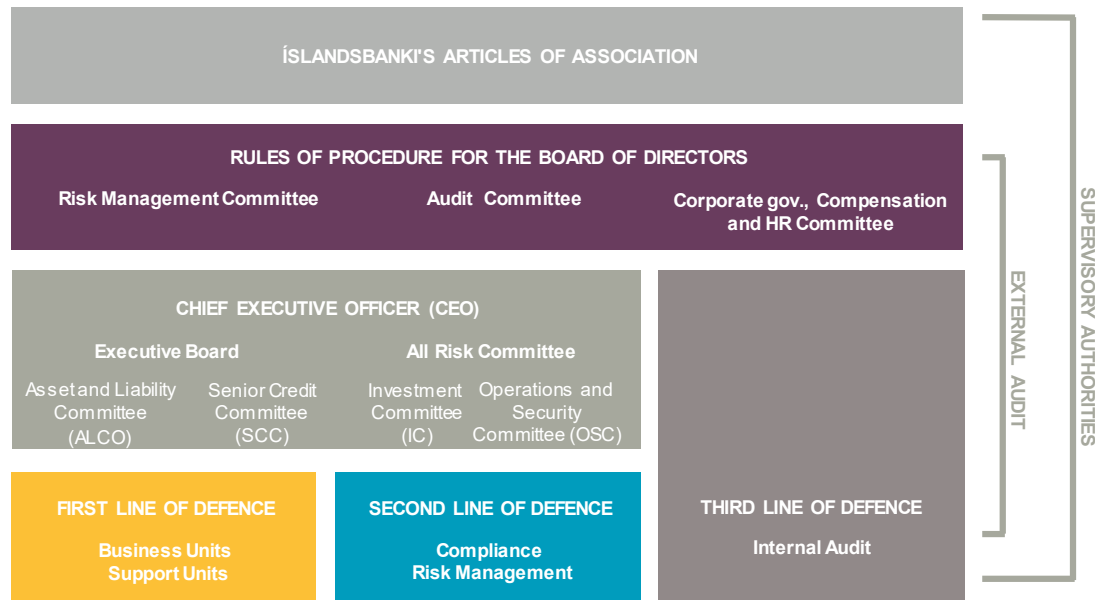 ÍSLANDSBANKI'S ARTICLES OF ASSOCIATION
RULES OF PROCEDURE FOR THE BOARD OF DIRECTORS
Risk Management Committee
Audit Committee
Corporate gov., Compensation
and HR Committee
CHIEF EXECUTIVE OFFICER (CEO)
Executive Board
All Risk Committee
Asset and Liability
Committee
(ALCO)
Senior Credit
Committee
(SCC)
Investment
Committee
(IC)
Operations and
Security
Committee (OSC)
FIRST LINE OF DEFENCE
Business Units
Support Units
SECOND LINE OF DEFENCE
Compliance
Risk Management
THIRD LINE OF DEFENCE
Internal Audit
EXTERNAL AUDIT
SUPERVISORY AUTHORITIES